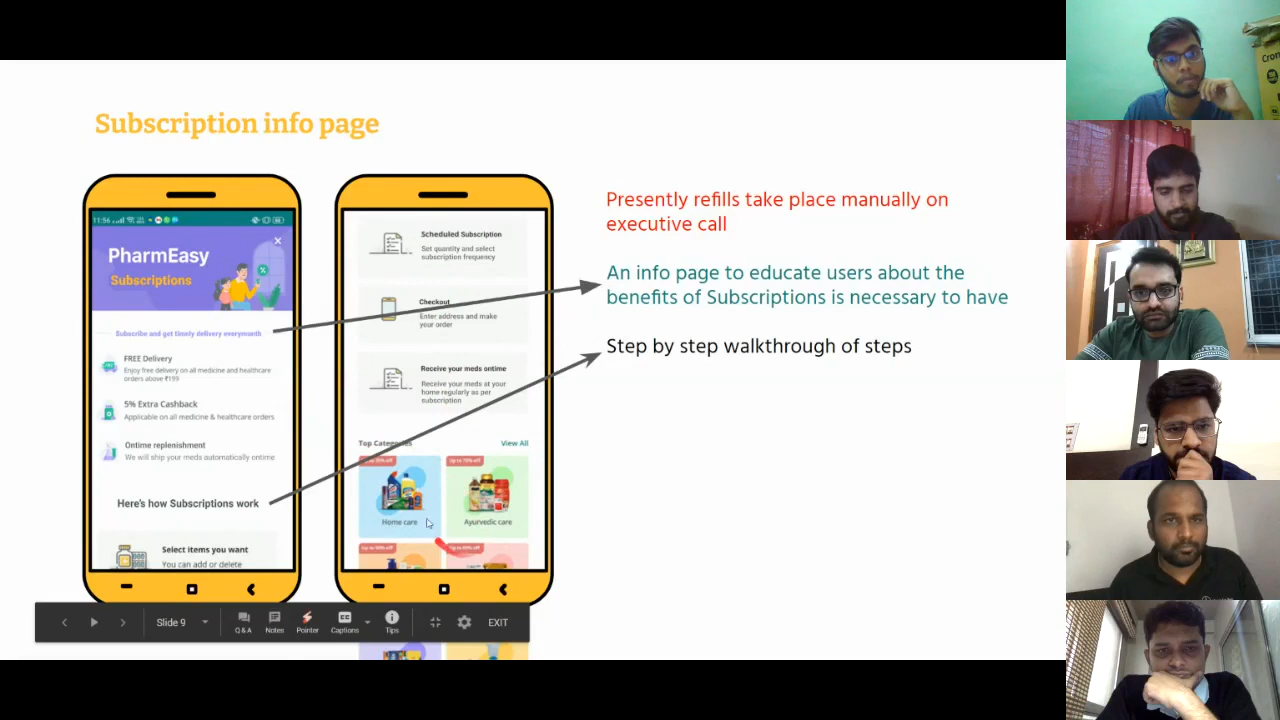 Subscription info page
11:56
PharmEasy
Subscriptions
Subscribe and get timely delivery everymonth
FREE Delivery
Enjoy free delivery on all medicine and healthcare
orders above ₹199
5% Extra Cashback
Applicable on all medicine & healthcare orders
Ontime replenishment
We will ship your meds automatically ontime
Here's how Subscriptions work
Select items you want
You can add or delete
Scheduled Subscription
Set quantity and select
subscription frequency
Checkout
Enter address and make
your order
Receive your meds ontime
Receive your meds at your
home regularly as per
subscription
Top Categories
View All
Home care
Ayurvedic care
Presently refills take place manually on
executive call
An info page to educate users about the
benefits of Subscriptions is necessary to have
Step by step walkthrough of steps
Slide 9
Q & A
Notes
Pointer
CC
Captions
Tips
EXIT
Cron